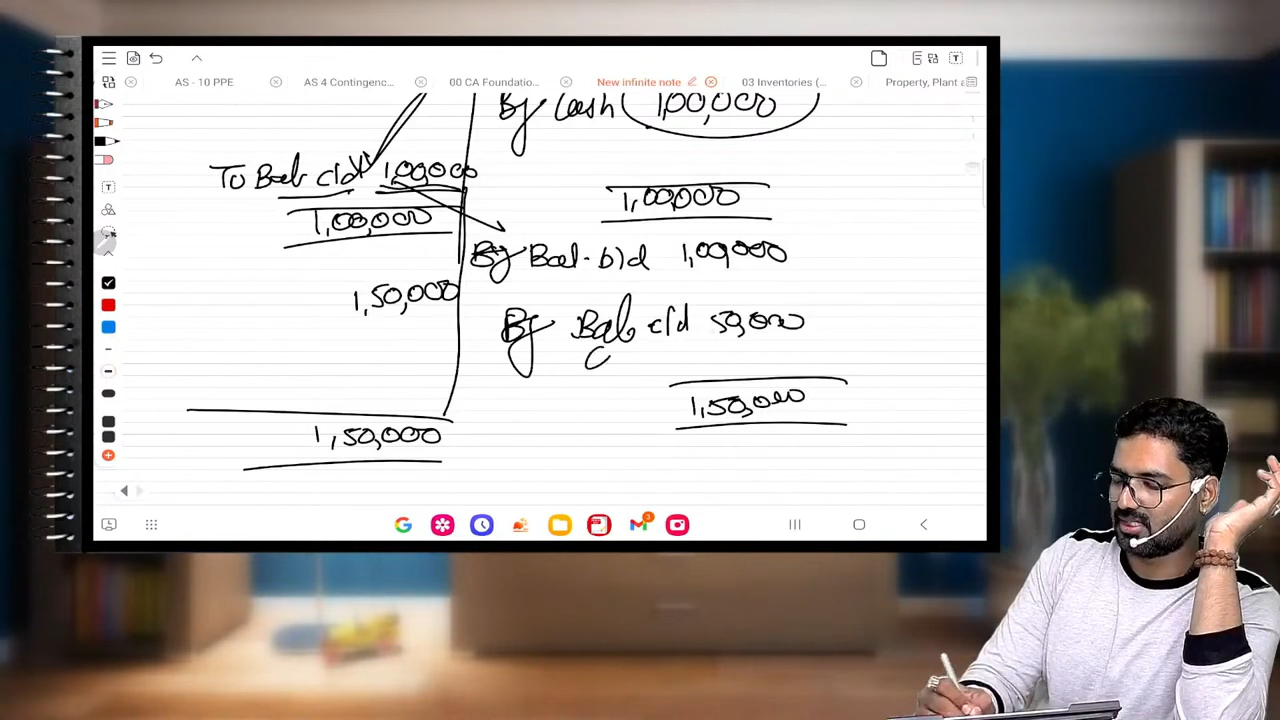 AS - 10 PPE
AS 4 Contingenc...
00 CA Foundatio...
New infinite note
03 Inventories (...
Property, Plant a
By Cash 1,00,000
To Bal c/d 1,00,000
1,00,000
1,00,000
By Bal. b/d 1,00,000
1,50,000
By Bal c/d 50,000
1,50,000
1,50,000